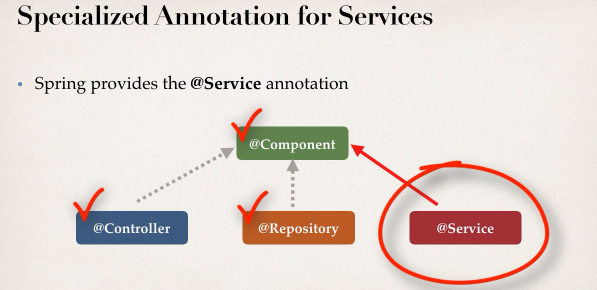 Specialized Annotation for Services
• Spring provides the @Service annotation
@Component
@Controller
@Repository
@Service